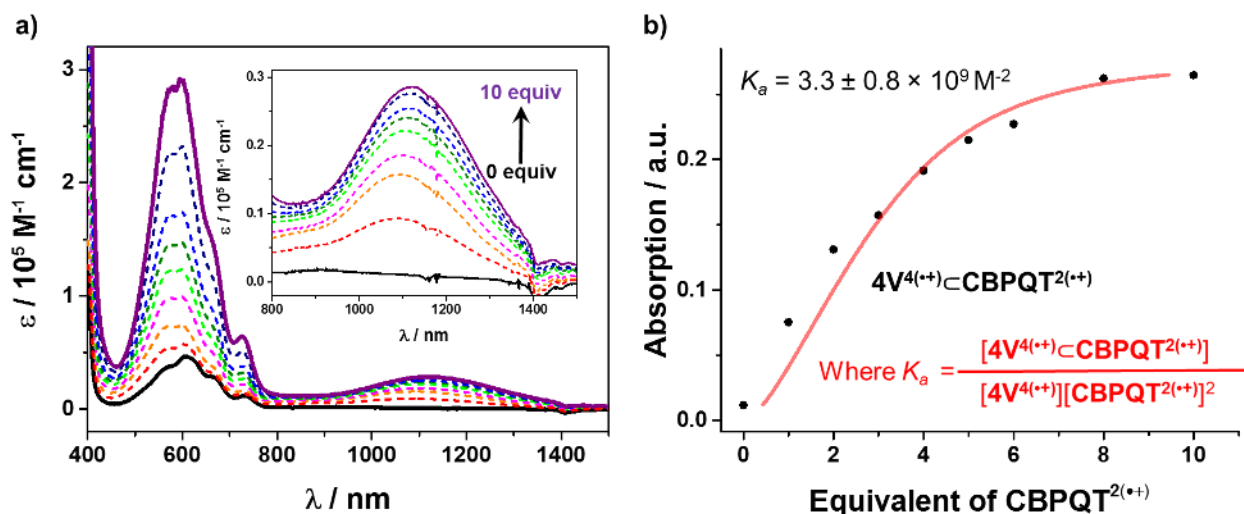 a)
ε / 10⁵ M⁻¹ cm⁻¹
3
2
1
0
400 600 800 1000 1200 1400
λ / nm
ε / 10⁵ M⁻¹ cm⁻¹
0.3
0.2
0.1
0.0
800 1000 1200 1400
λ / nm
10 equiv
0 equiv
b)
Absorption / a.u.
0.2
0.1
0.0
0 2 4 6 8 10
Equivalent of CBPQT²⁽•⁺⁾
Kₐ = 3.3 ± 0.8 × 10⁹ M⁻²
4V⁴⁽•⁺⁾⊂CBPQT²⁽•⁺⁾
Where Kₐ = [4V⁴⁽•⁺⁾⊂CBPQT²⁽•⁺⁾]
[4V⁴⁽•⁺⁾][CBPQT²⁽•⁺⁾]²